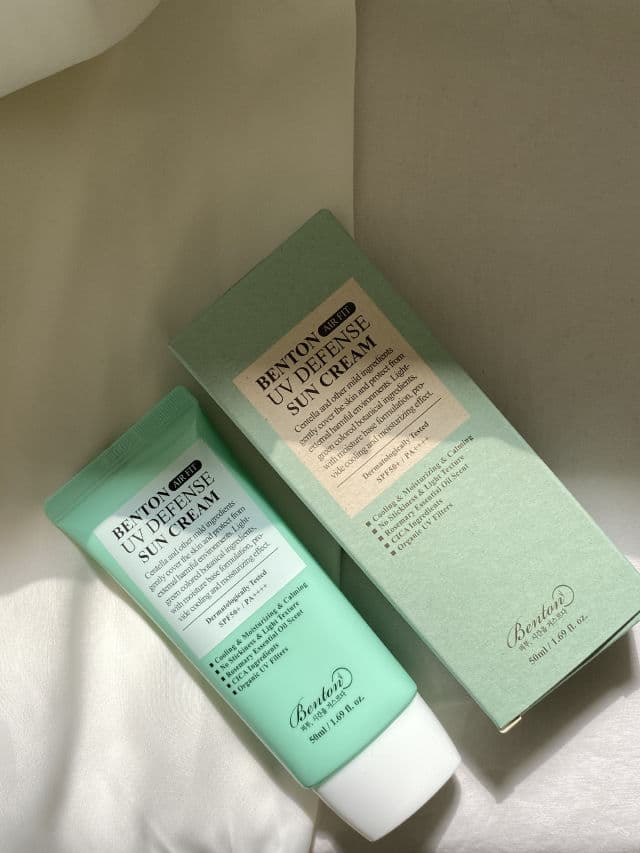 BENTON AIR FIT
UV DEFENSE
SUN CREAM
Centella and other mild ingredients
gently cover the skin and protect from
external harmful environments. Light-
green colored botanical ingredients,
with moisture base formulation, pro-
vide cooling and moisturizing effect.
Dermatologically Tested
SPF50+ / PA++++
■ Cooling & Moisturizing & Calming
■ No Stickiness & Light Texture
■ Rosemary Essential Oil Scent
■ CICA Ingredients
■ Organic UV Filters
Benton
50ml / 1.69 fl. oz.
BENTON AIR FIT
UV DEFENSE
SUN CREAM
Centella and other mild ingredients
gently cover the skin and protect from
external harmful environments. Light-
green colored botanical ingredients,
with moisture base formulation, pro-
vide cooling and moisturizing effect.
Dermatologically Tested
SPF50+ / PA++++
■ Cooling & Moisturizing & Calming
■ No Stickiness & Light Texture
■ Rosemary Essential Oil Scent
■ CICA Ingredients
■ Organic UV Filters
Benton
50ml / 1.69 fl. oz.